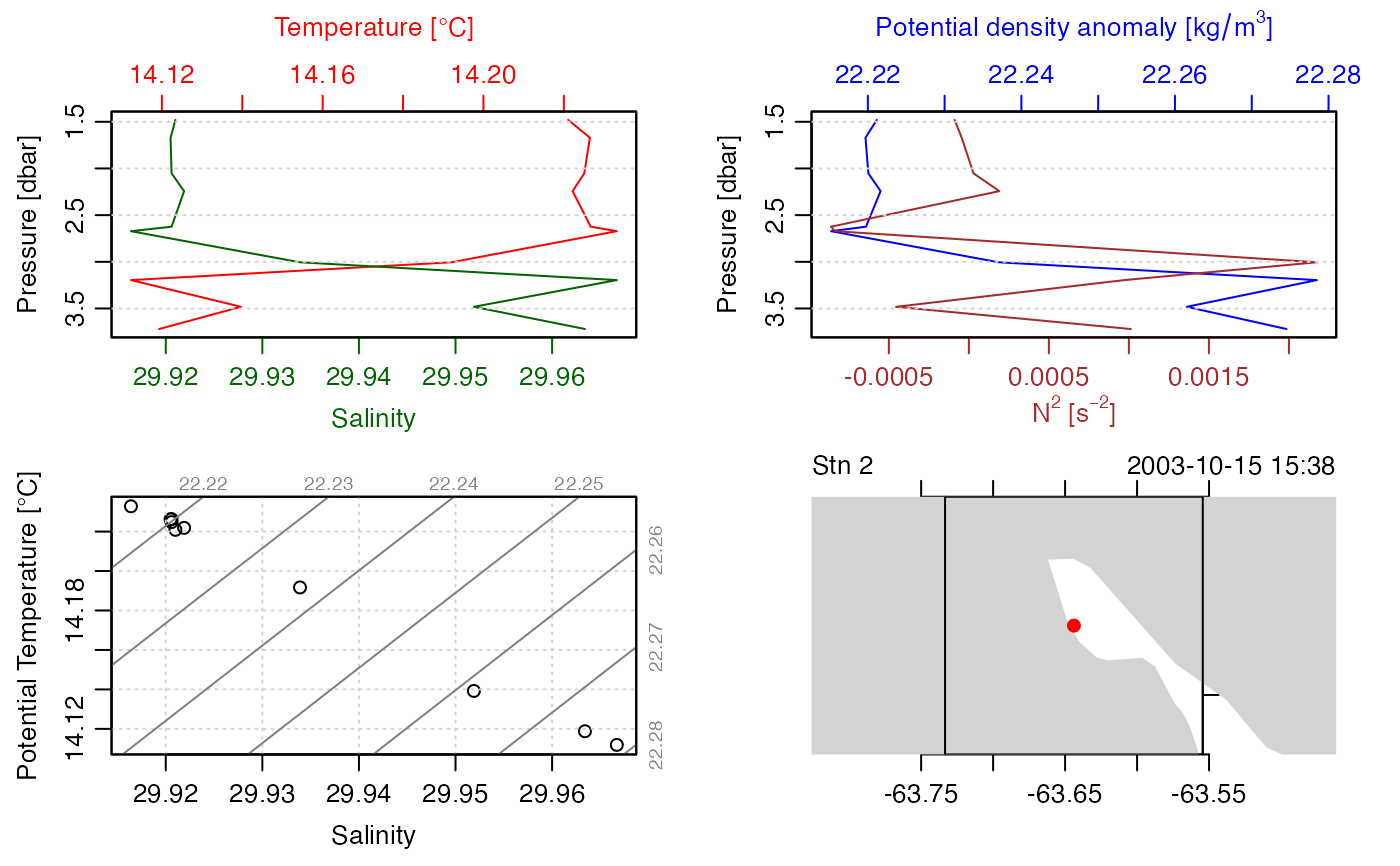 Temperature [°C]
14.12 14.16 14.20
Pressure [dbar]
1.5 2.5 3.5
29.92 29.93 29.94 29.95 29.96
Salinity
Potential density anomaly [kg/m³]
22.22 22.24 22.26 22.28
Pressure [dbar]
1.5 2.5 3.5
-0.0005 0.0005 0.0015
N² [s⁻²]
22.22 22.23 22.24 22.25
22.26
22.27
22.28
Potential Temperature [°C]
14.18
14.12
29.92 29.93 29.94 29.95 29.96
Salinity
Stn 2 2003-10-15 15:38
-63.75 -63.65 -63.55